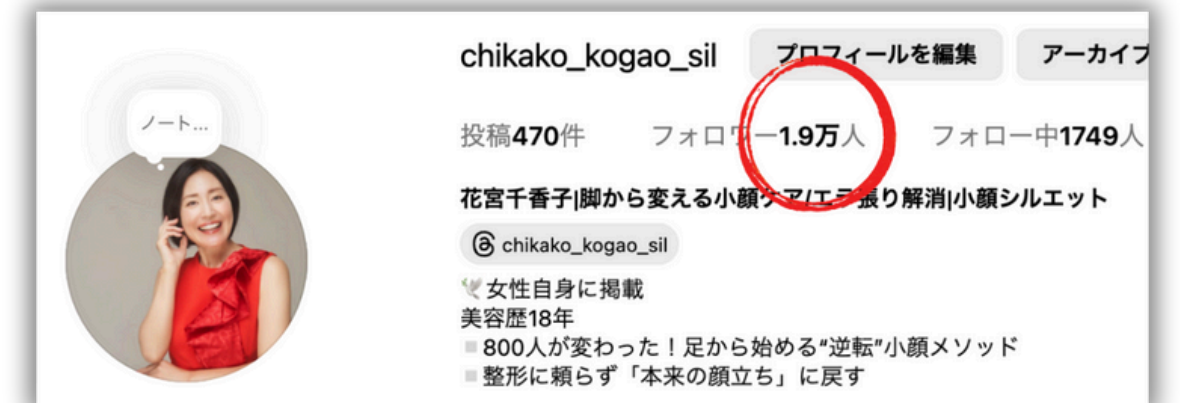 chikako_kogao_sil プロフィールを編集 アーカイブ
ノート...
投稿470件 フォロワー1.9万人 フォロー中1749人
花宮千香子|脚から変える小顔ケア/エラ張り解消|小顔シルエット
chikako_kogao_sil
🕊️女性自身に掲載
美容歴18年
◽800人が変わった！足から始める“逆転”小顔メソッド
◽整形に頼らず「本来の顔立ち」に戻す